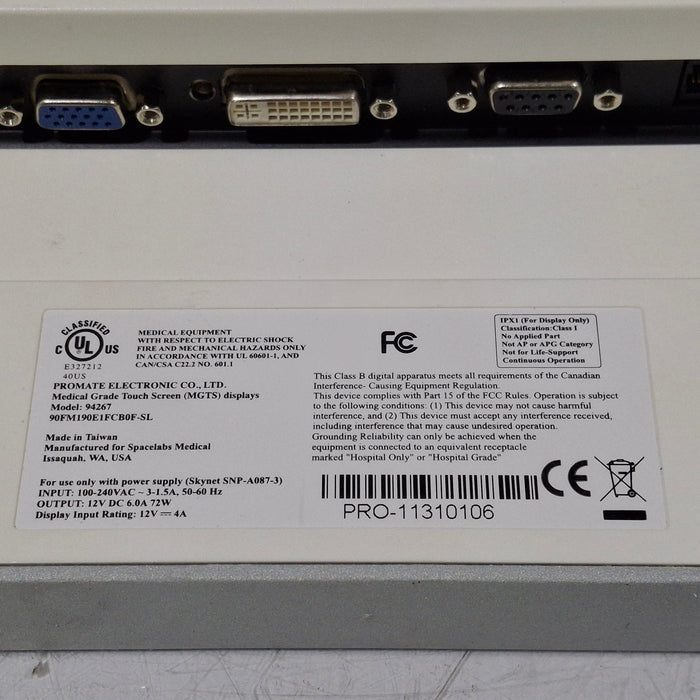 CLASSIFIED
C UL US
E327212
40US
MEDICAL EQUIPMENT
WITH RESPECT TO ELECTRIC SHOCK
FIRE AND MECHANICAL HAZARDS ONLY
IN ACCORDANCE WITH UL 60601-1, AND
CAN/CSA C22.2 NO. 601.1
PROMATE ELECTRONIC CO., LTD.
Medical Grade Touch Screen (MGTS) displays
Model: 94267
90FM190E1FCB0F-SL
Made in Taiwan
Manufactured for Spacelabs Medical
Issaquah, WA, USA
For use only with power supply (Skynet SNP-A087-3)
INPUT: 100-240VAC ~ 3-1.5A, 50-60 Hz
OUTPUT: 12V DC 6.0A 72W
Display Input Rating: 12V ⎓ 4A
FC
IPX1 (For Display Only)
Classification:Class I
No Applied Part
Not AP or APG Category
Not for Life-Support
Continuous Operation
This Class B digital apparatus meets all requirements of the Canadian
Interference- Causing Equipment Regulation.
This device complies with Part 15 of the FCC Rules. Operation is subject
to the following conditions: (1) This device may not cause harmful
interference, and (2) This device must accept any interference received,
including interference that may cause undesired operation.
Grounding Reliability can only be achieved when the
equipment is connected to an equivalent receptacle
marked "Hospital Only" or "Hospital Grade"
PRO-11310106
CE